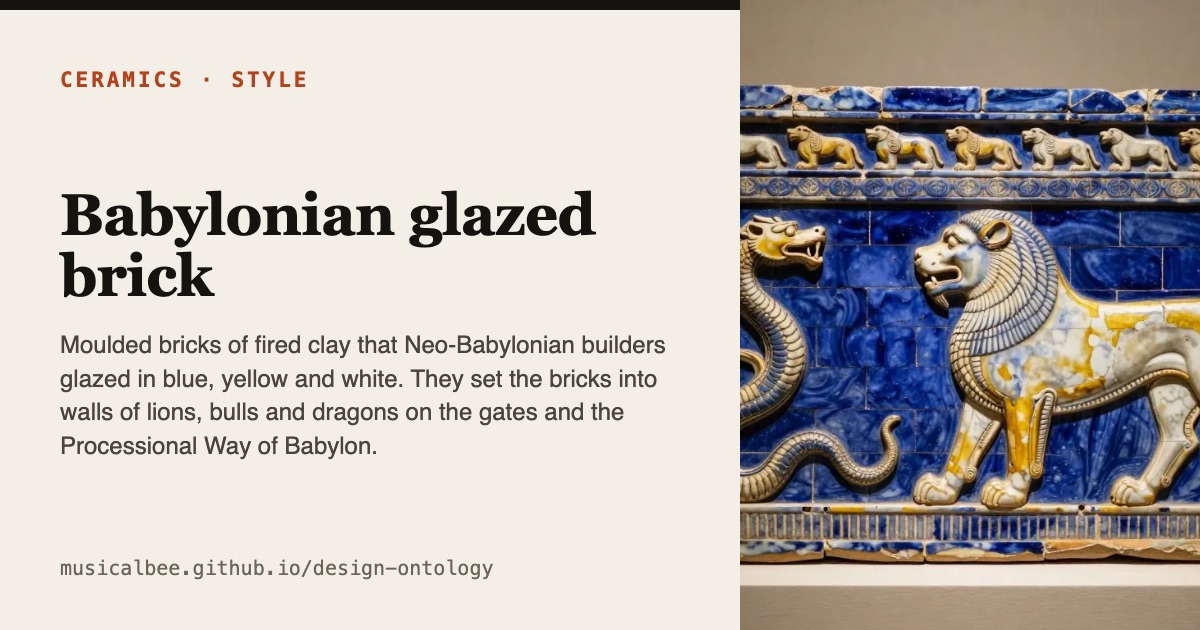 CERAMICS · STYLE
Babylonian glazed
brick
Moulded bricks of fired clay that Neo-Babylonian builders
glazed in blue, yellow and white. They set the bricks into
walls of lions, bulls and dragons on the gates and the
Processional Way of Babylon.
musicalbee.github.io/design-ontology